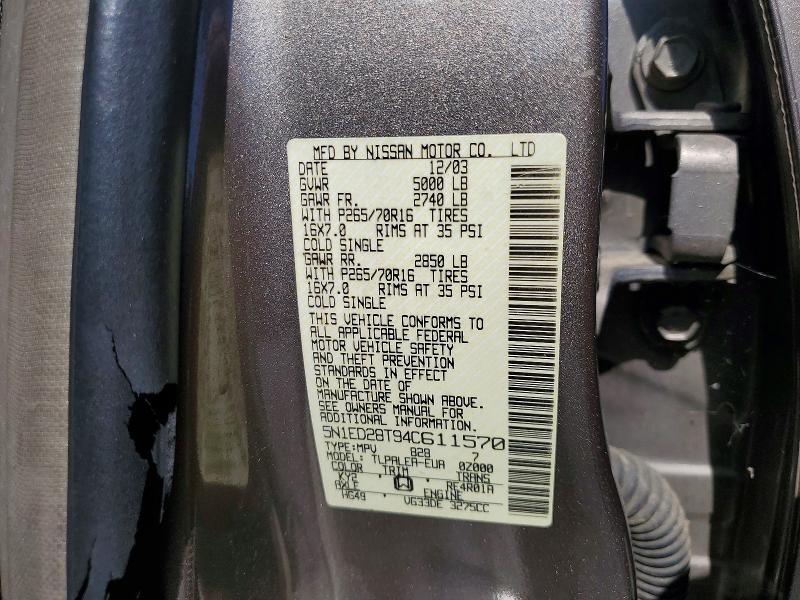 MFD BY NISSAN MOTOR CO. LTD
DATE 12/03
GVWR 5000 LB
GAWR FR. 2740 LB
WITH P265/70R16 TIRES
16X7.0 RIMS AT 35 PSI
COLD SINGLE
GAWR RR. 2850 LB
WITH P265/70R16 TIRES
16X7.0 RIMS AT 35 PSI
COLD SINGLE
THIS VEHICLE CONFORMS TO
ALL APPLICABLE FEDERAL
MOTOR VEHICLE SAFETY
AND THEFT PREVENTION
STANDARDS IN EFFECT
ON THE DATE OF
MANUFACTURE SHOWN ABOVE.
SEE OWNERS MANUAL FOR
ADDITIONAL INFORMATION.
5N1ED28T94C611570
TYPE:MPV 828 7
MODEL: TLPALEA-EUA 02000
COLOR TRIM TRANS
KY2 W RE4R01A
AXLE ENGINE
HG49 VG33DE 3275CC